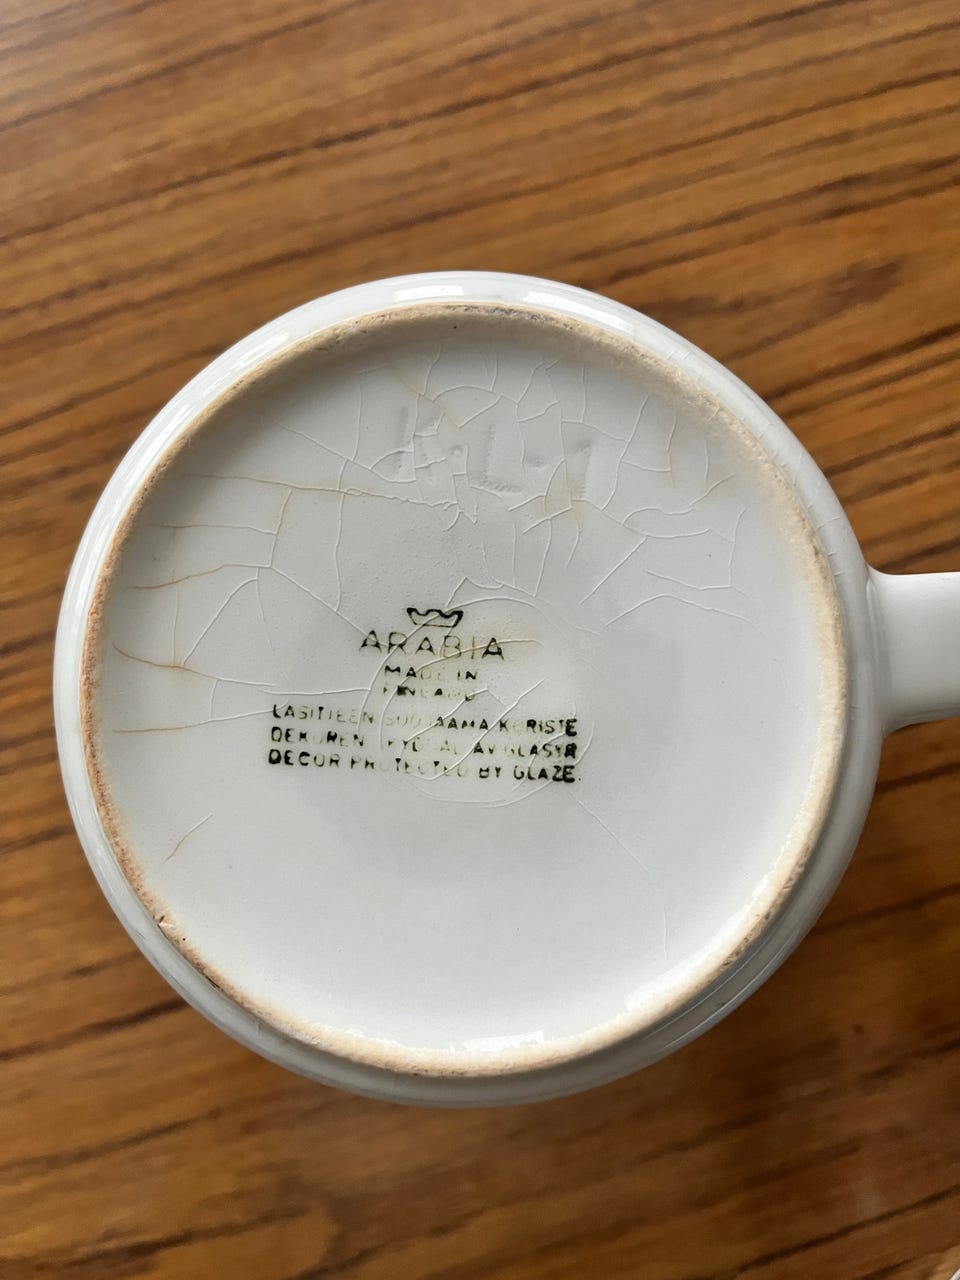 ARABIA
MADE IN
FINLAND
LASITTEEN SUOJAAMA KORISTE
DEKOREN SKYDDAD AV GLASYR
DECOR PROTECTED BY GLAZE.